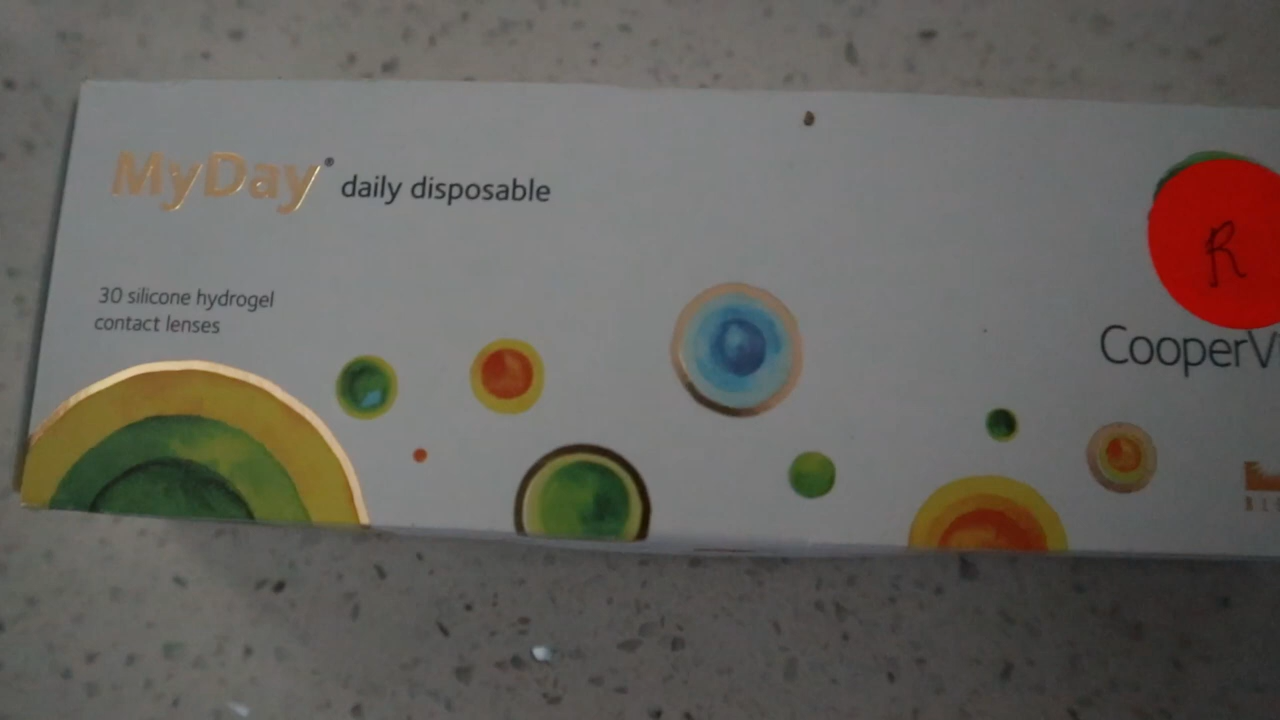 MyDay® daily disposable
30 silicone hydrogel
contact lenses
R
CooperV